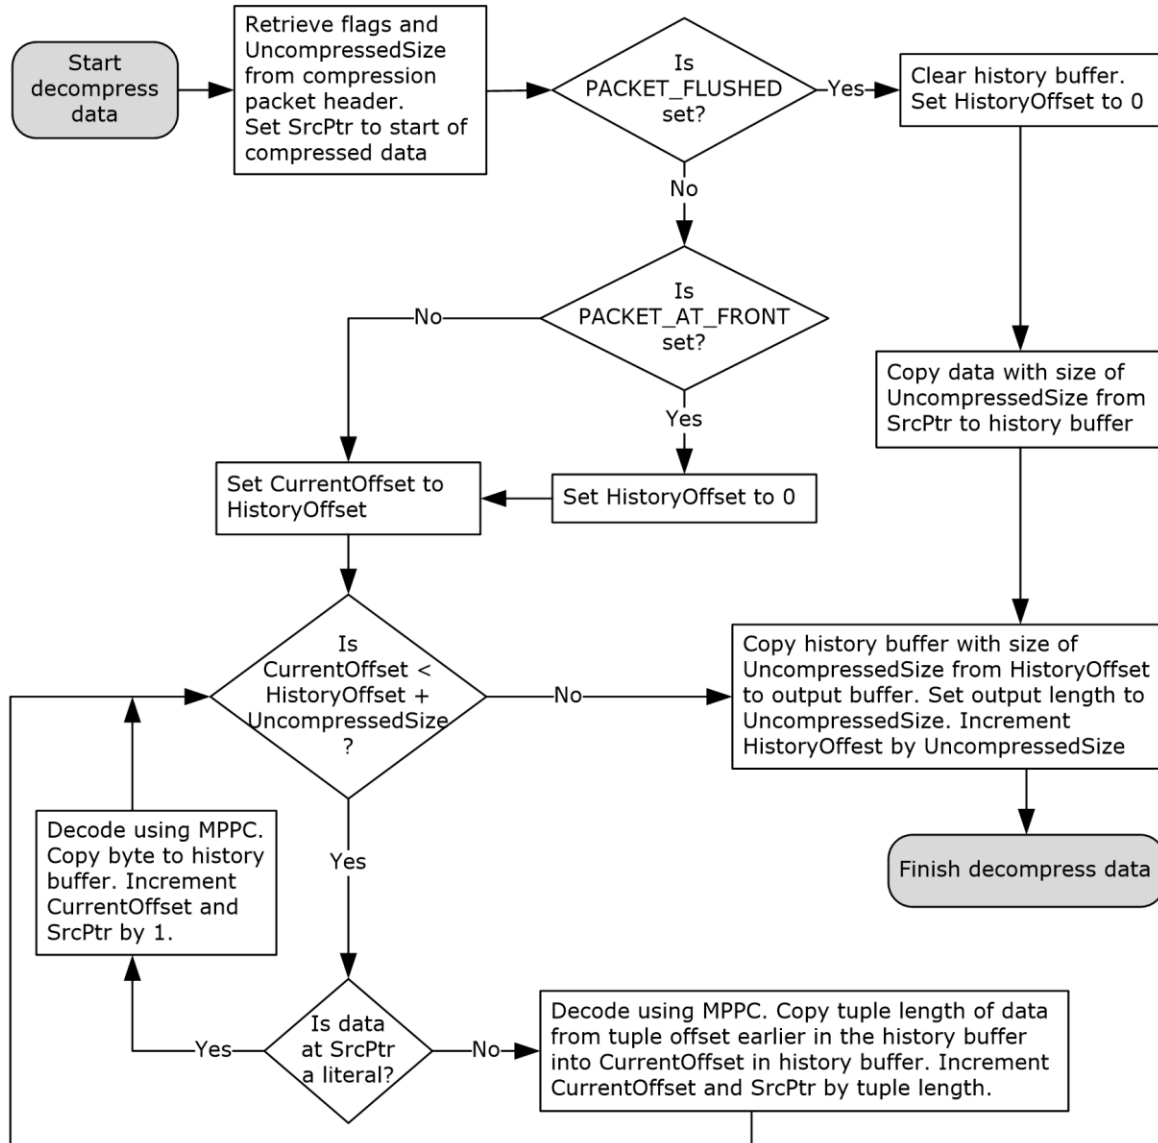 Start
decompress
data
Retrieve flags and
UncompressedSize
from compression
packet header.
Set SrcPtr to start of
compressed data
Is
PACKET_FLUSHED
set?
Yes
Clear history buffer.
Set HistoryOffset to 0
No
Is
PACKET_AT_FRONT
set?
No
Yes
Copy data with size of
UncompressedSize from
SrcPtr to history buffer
Set CurrentOffset to
HistoryOffset
Set HistoryOffset to 0
Is
CurrentOffset <
HistoryOffset +
UncompressedSize
?
No
Copy history buffer with size of
UncompressedSize from HistoryOffset
to output buffer. Set output length to
UncompressedSize. Increment
HistoryOffest by UncompressedSize
Decode using MPPC.
Copy byte to history
buffer. Increment
CurrentOffset and
SrcPtr by 1.
Yes
Finish decompress data
Is data
at SrcPtr
a literal?
Yes
No
Decode using MPPC. Copy tuple length of data
from tuple offset earlier in the history buffer
into CurrentOffset in history buffer. Increment
CurrentOffset and SrcPtr by tuple length.